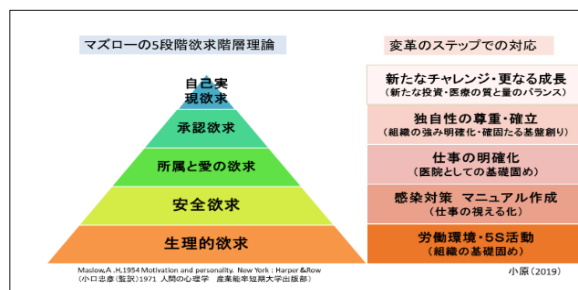 マズローの5段階欲求階層理論
変革のステップでの対応
自己実
現欲求
承認欲求
所属と愛の欲求
安全欲求
生理的欲求
新たなチャレンジ・更なる成長
（新たな投資・医療の質と量のバランス）
独自性の尊重・確立
（組織の強み明確化・確固たる基盤創り）
仕事の明確化
（医院としての基礎固め）
感染対策 マニュアル作成
（仕事の視える化）
労働環境・5S活動
（組織の基礎固め）
Maslow,A .H,1954 Motivation and personality. New York : Harper &Row
（小口忠彦（監訳）1971 人間の心理学 産業能率短期大学出版部）
小原（2019）